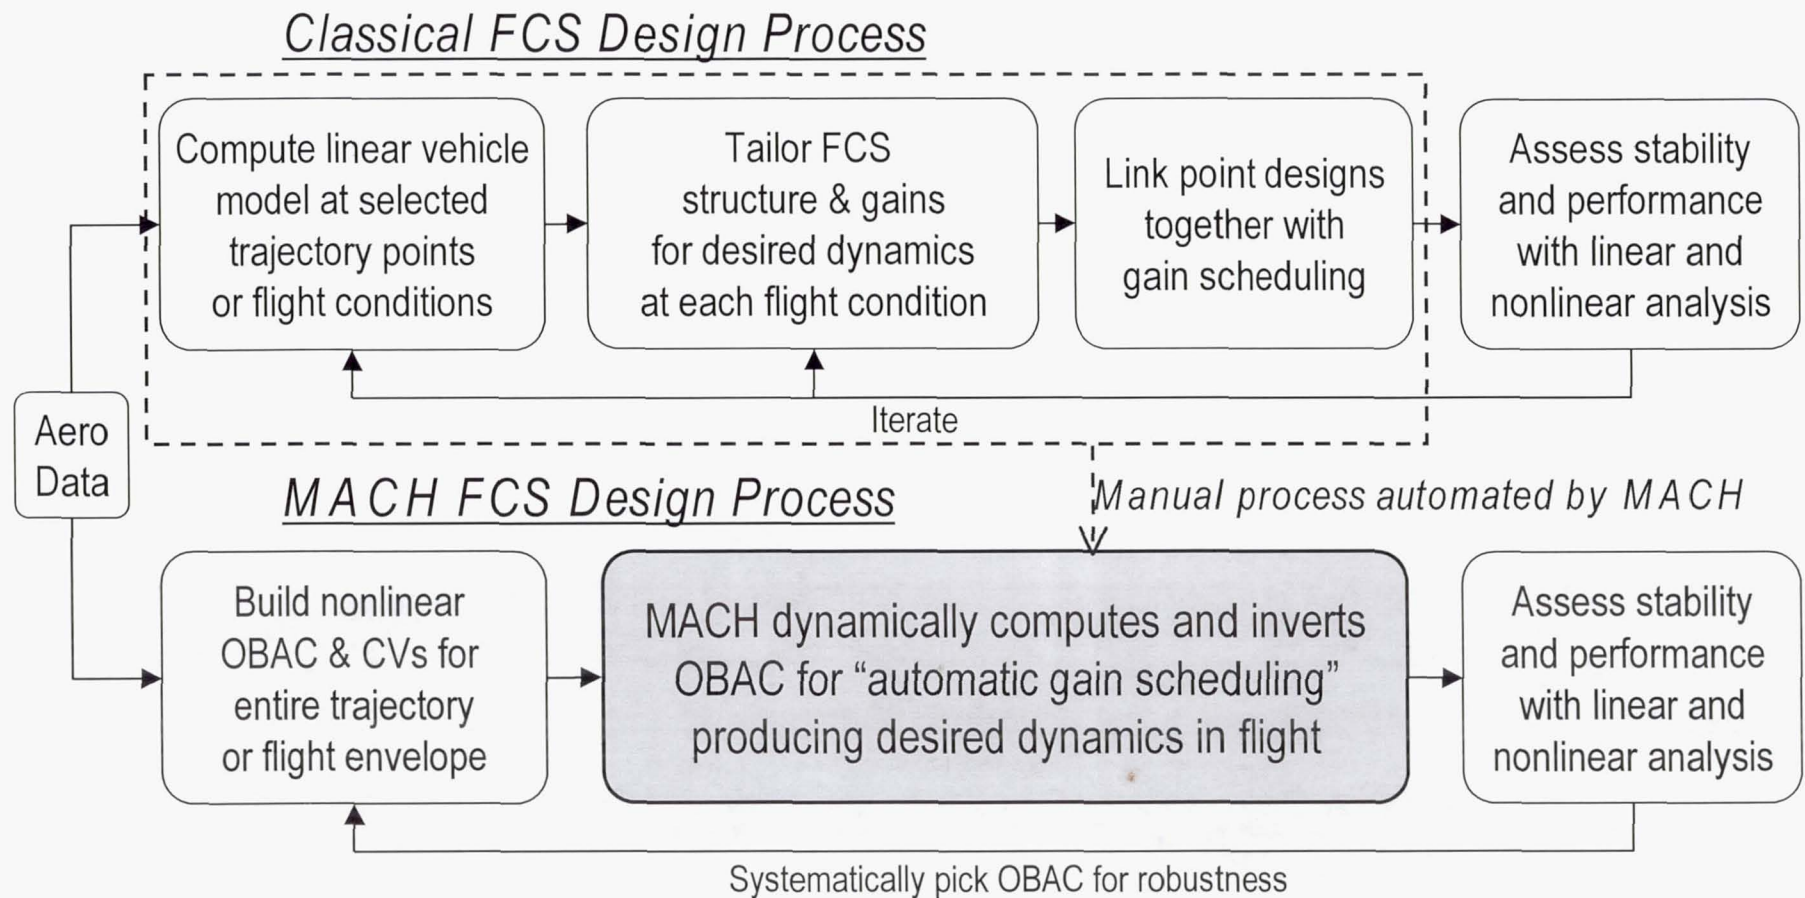 Classical FCS Design Process
Compute linear vehicle
model at selected
trajectory points
or flight conditions
Tailor FCS
structure & gains
for desired dynamics
at each flight condition
Link point designs
together with
gain scheduling
Assess stability
and performance
with linear and
nonlinear analysis
Iterate
Aero
Data
MACH FCS Design Process
Manual process automated by MACH
Build nonlinear
OBAC & CVs for
entire trajectory
or flight envelope
MACH dynamically computes and inverts
OBAC for “automatic gain scheduling”
producing desired dynamics in flight
Assess stability
and performance
with linear and
nonlinear analysis
Systematically pick OBAC for robustness